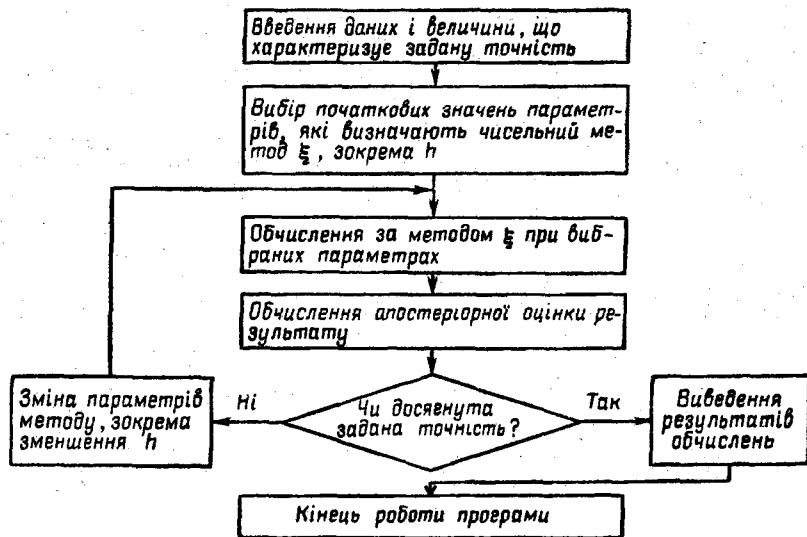 Введення даних і величини, що
характеризує задану точність
Вибір початкових значень парамет-
рів, які визначають чисельний ме-
тод ξ, зокрема h
Обчислення за методом ξ при виб-
раних параметрах
Обчислення апостеріорної оцінки ре-
зультату
Зміна параметрів
методу, зокрема
зменшення h
Ні
Чи досягнута
задана точність?
Так
Виведення
результатів
обчислень
Кінець роботи програми